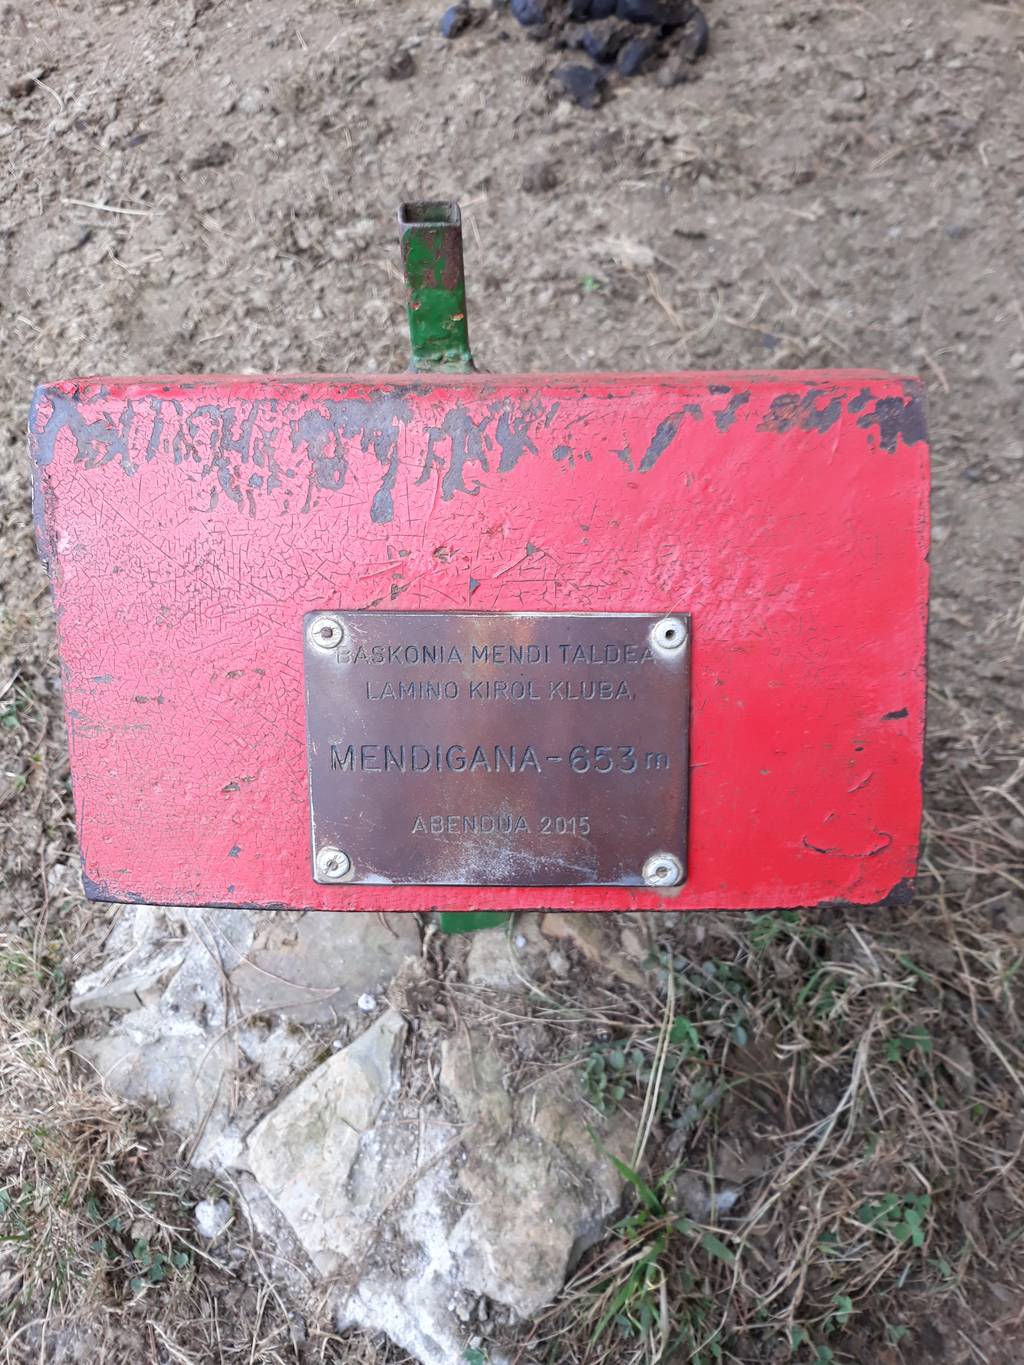 BASKONIA MENDI TALDEA
LAMINO KIROL KLUBA
MENDIGANA-653m
ABENDUA 2015